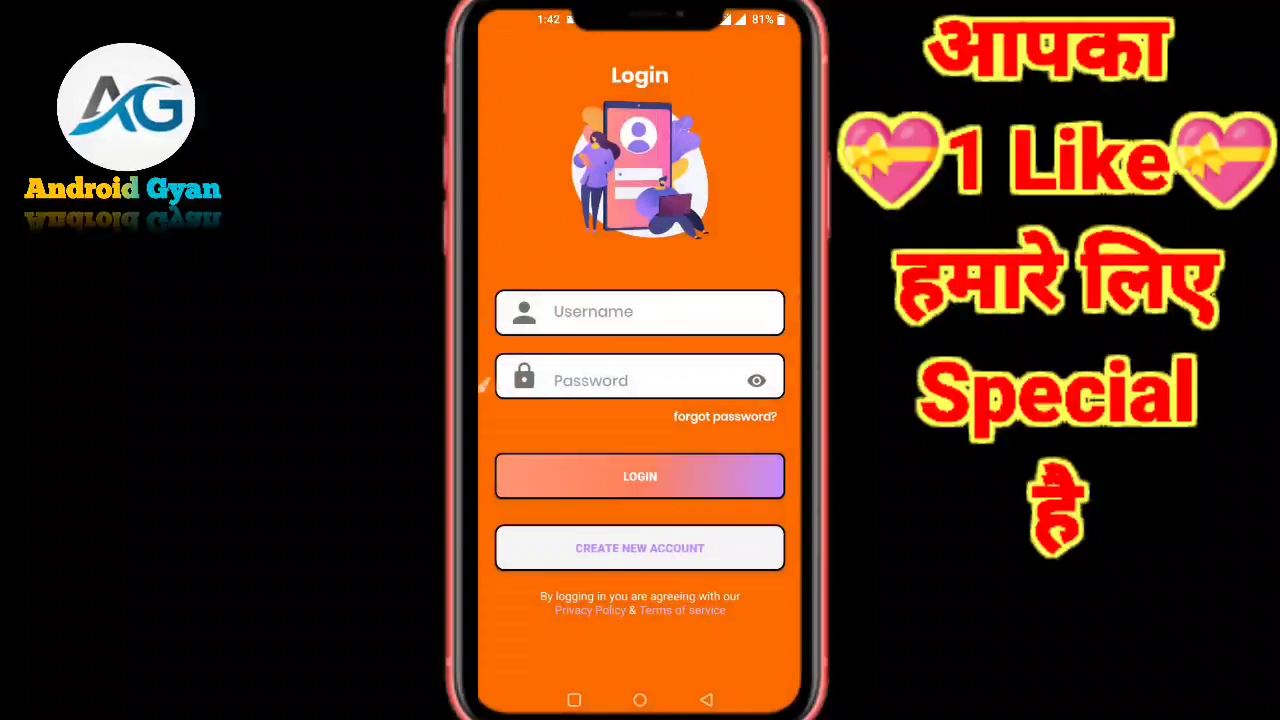 AG
Android Gyan
1:42
81%
Login
Username
Password
forgot password?
LOGIN
CREATE NEW ACCOUNT
By logging in you are agreeing with our
Privacy Policy & Terms of service
आपका
💝1 Like💝
हमारे लिए
Special
है